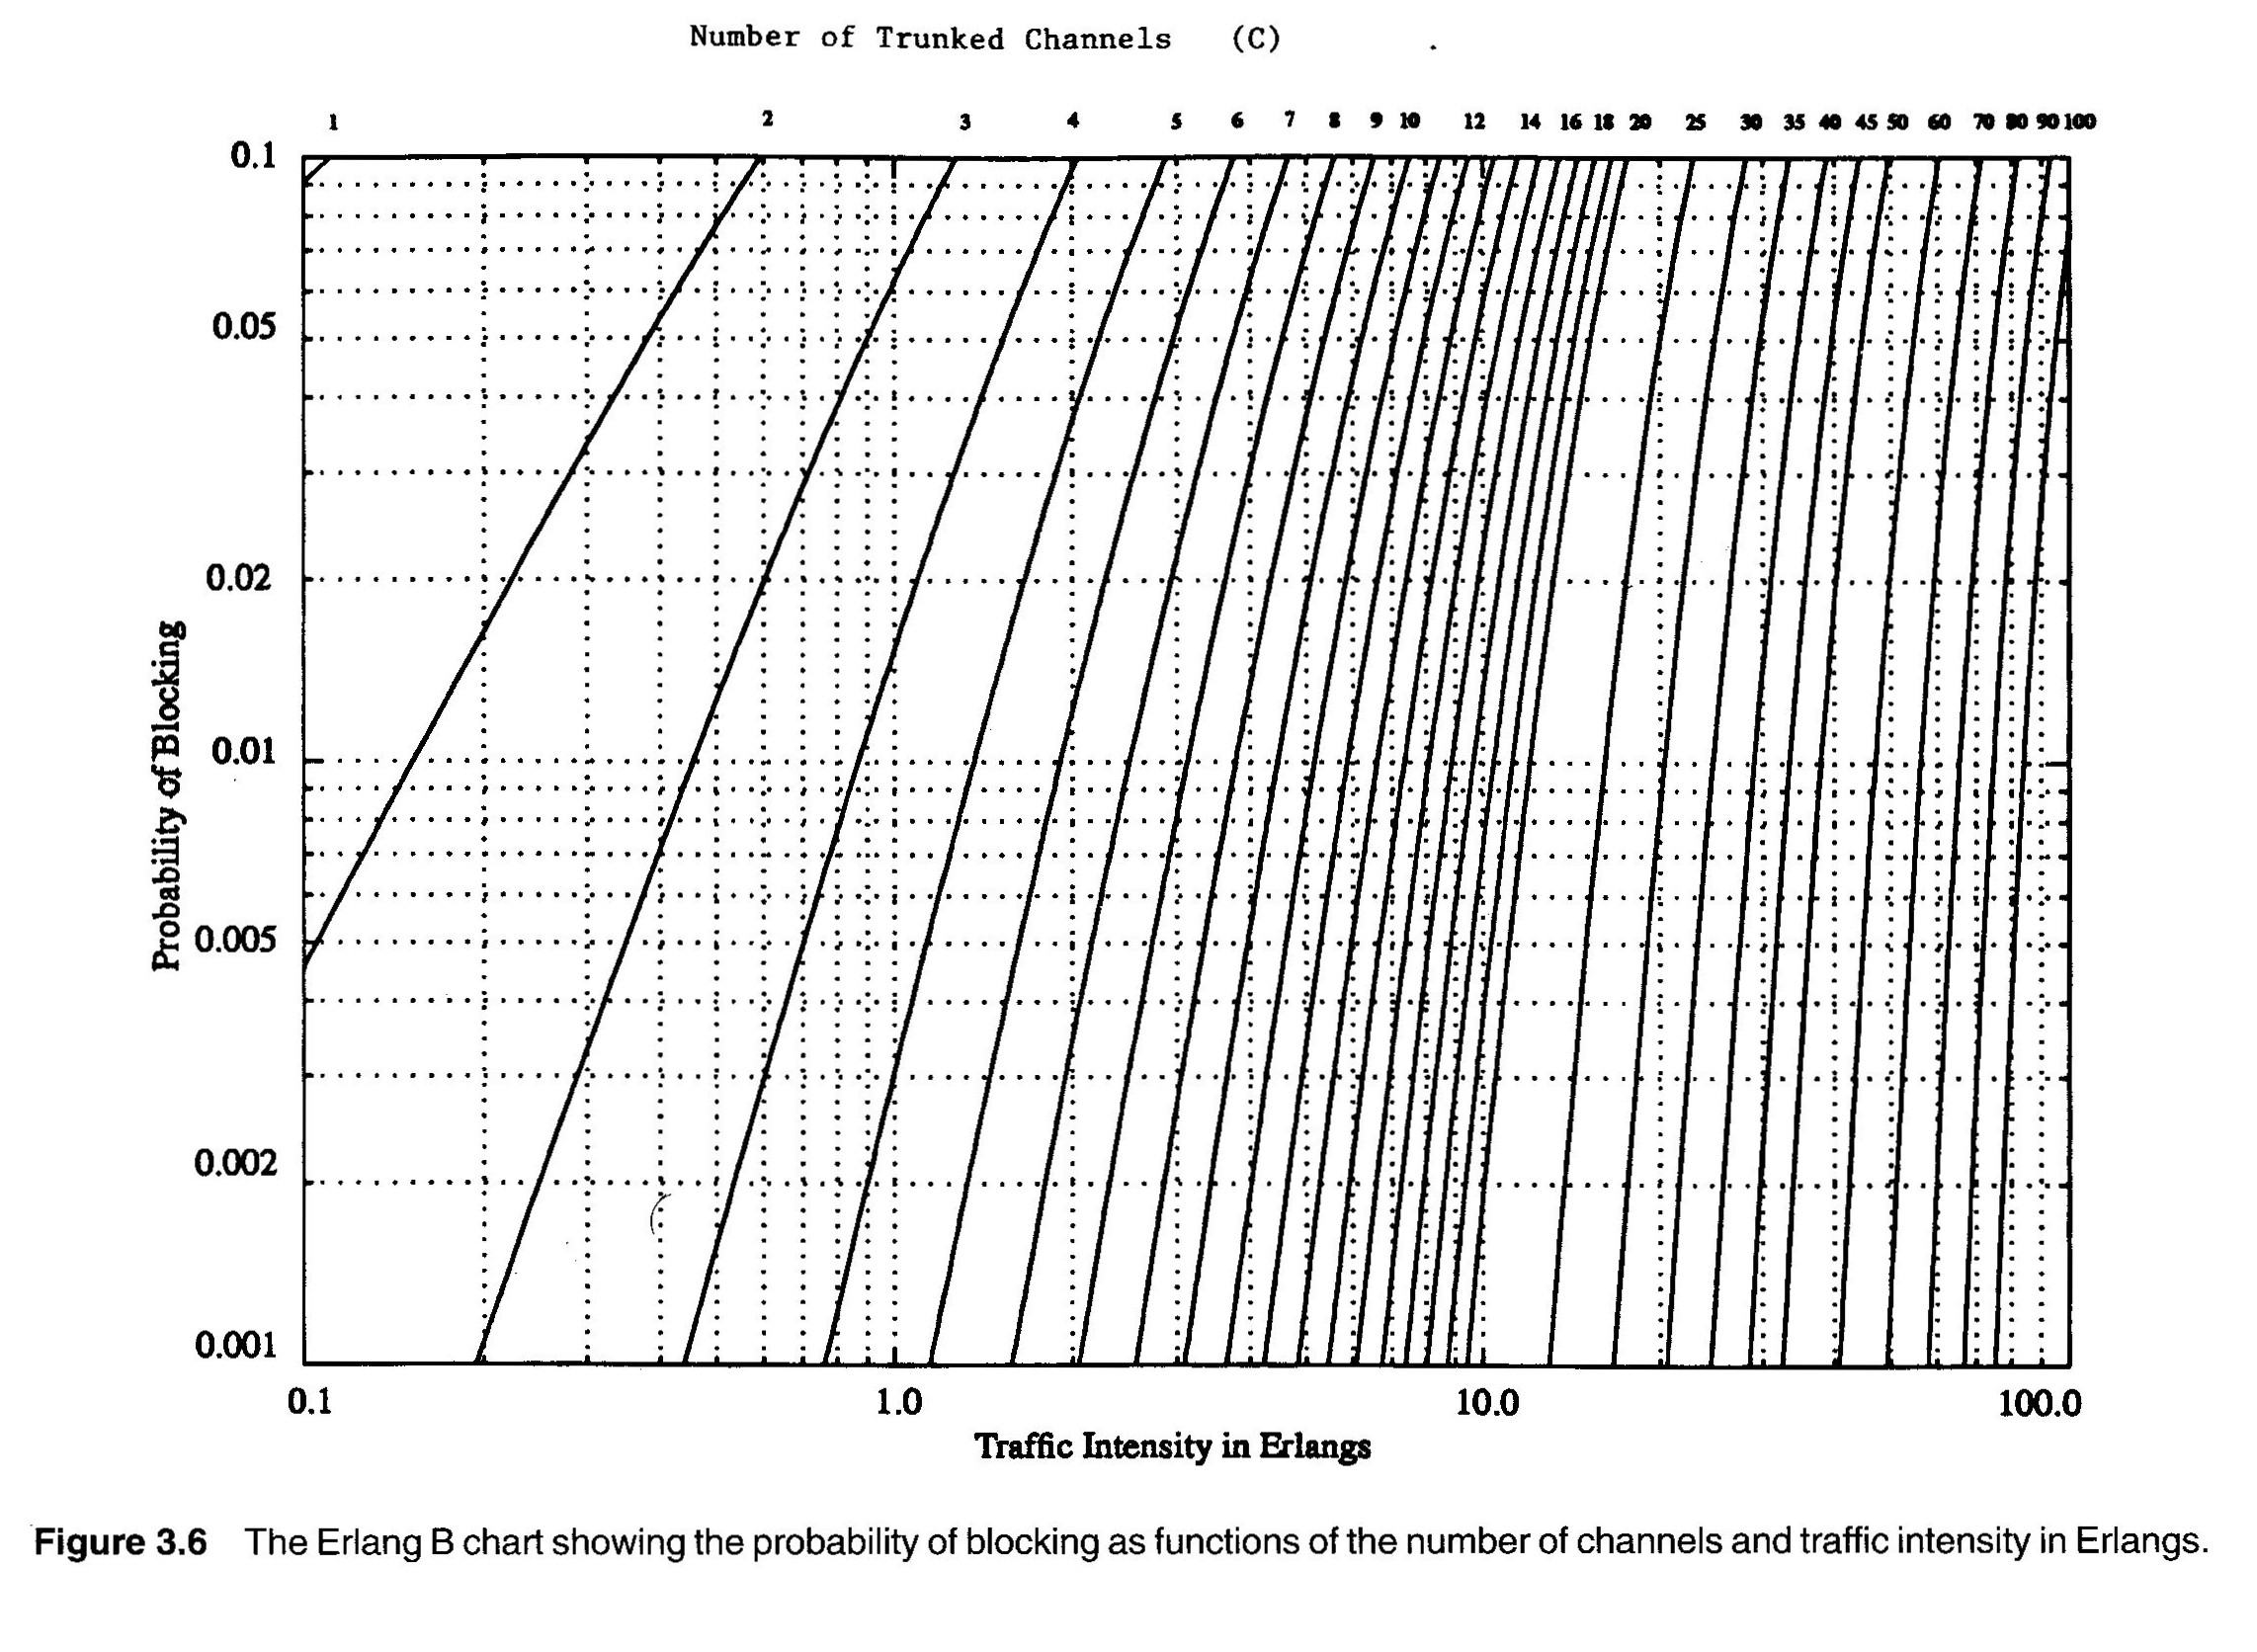 Number of Trunked Channels (C)
1 2 3 4 5 6 7 8 9 10 12 14 16 18 20 25 30 35 40 45 50 60 70 80 90 100
0.1
0.05
0.02
0.01
0.005
0.002
0.001
Probability of Blocking
0.1 1.0 10.0 100.0
Traffic Intensity in Erlangs
Figure 3.6 The Erlang B chart showing the probability of blocking as functions of the number of channels and traffic intensity in Erlangs.